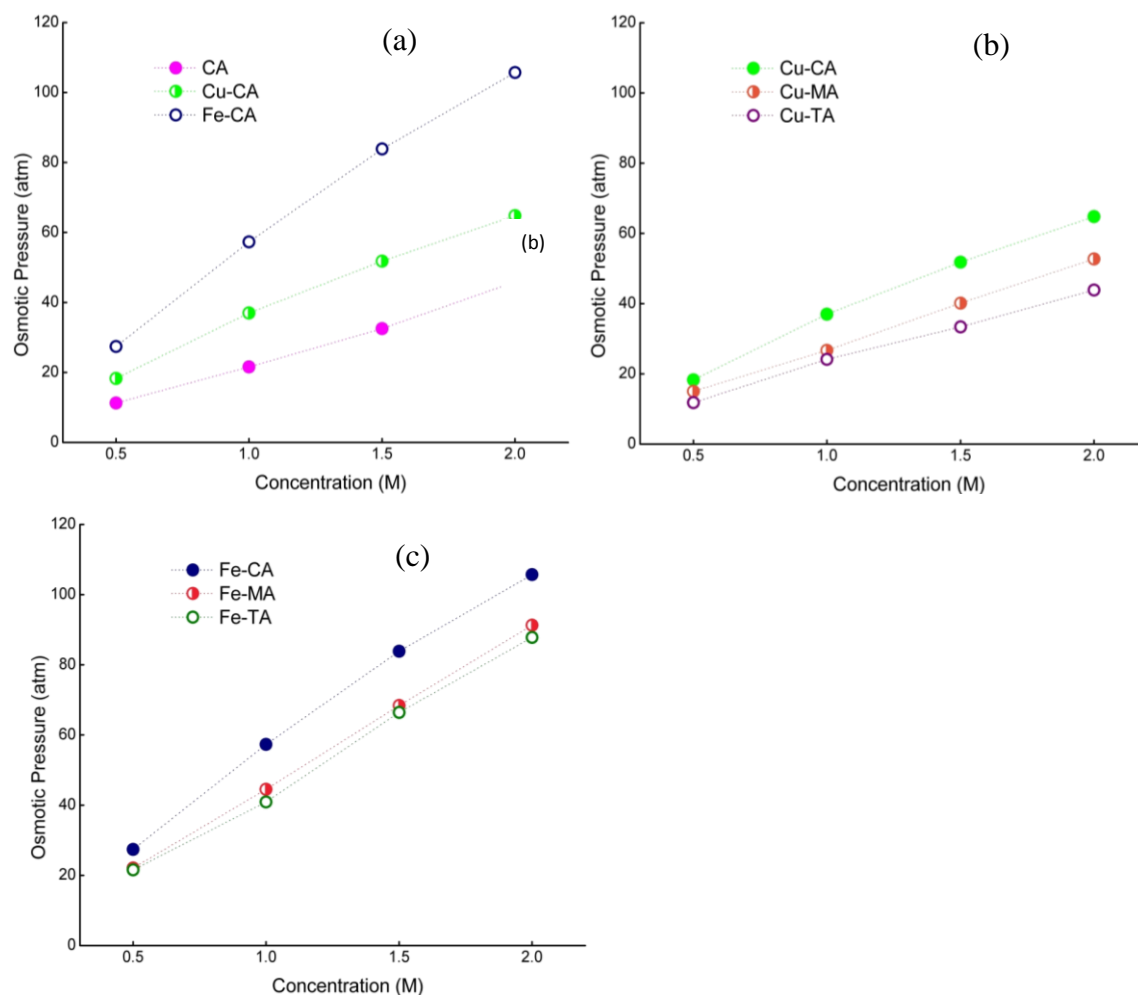 (a)
CA
Cu-CA
Fe-CA
120
100
80
60
40
20
0
Osmotic Pressure (atm)
0.5 1.0 1.5 2.0
Concentration (M)
(b)
(b)
Cu-CA
Cu-MA
Cu-TA
120
100
80
60
40
20
0
Osmotic Pressure (atm)
0.5 1.0 1.5 2.0
Concentration (M)
(c)
Fe-CA
Fe-MA
Fe-TA
120
100
80
60
40
20
0
Osmotic Pressure (atm)
0.5 1.0 1.5 2.0
Concentration (M)